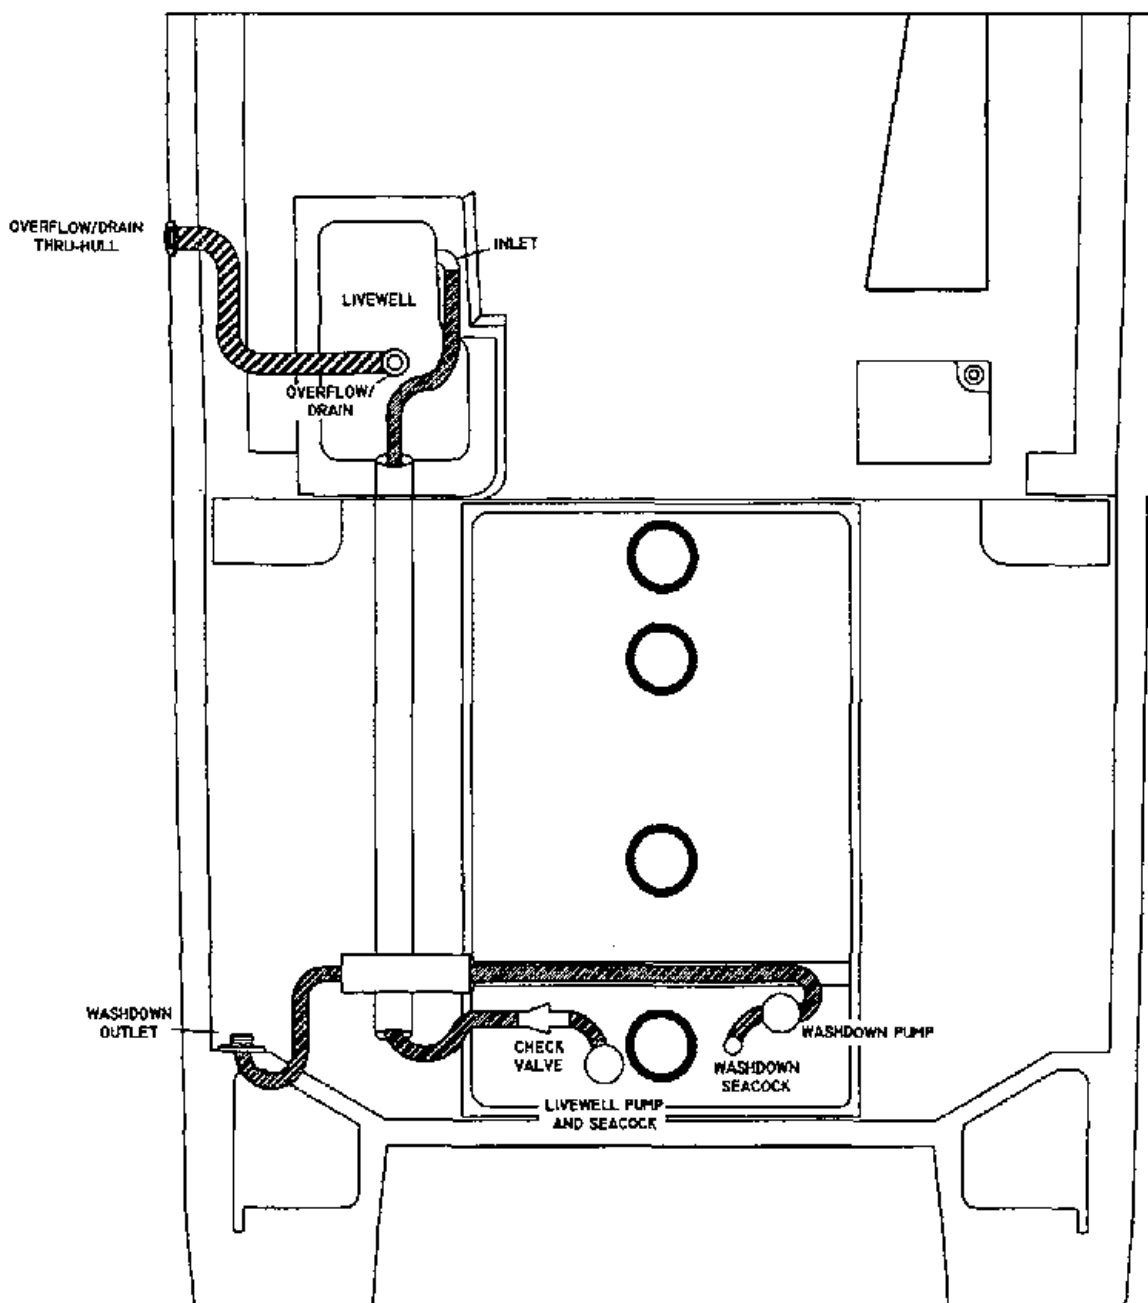 OVERFLOW/DRAIN
THRU-HULL
INLET
LIVEWELL
OVERFLOW/
DRAIN
WASHDOWN
OUTLET
CHECK
VALVE
WASHDOWN PUMP
WASHDOWN
SEACOCK
LIVEWELL PUMP
AND SEACOCK